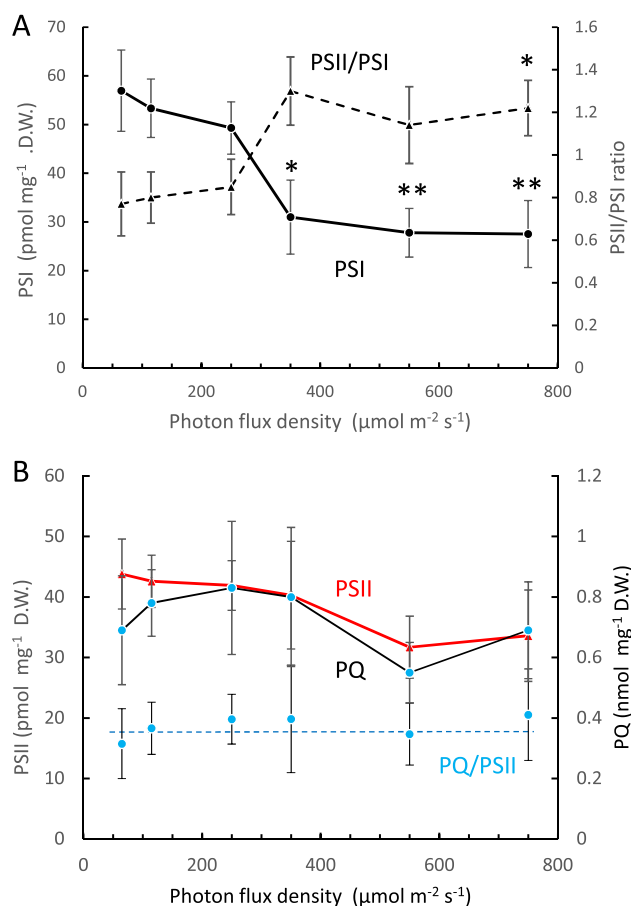 A
70
60
50
40
30
20
10
0
PSI (pmol mg⁻¹ .D.W.)
PSII/PSI
*
*
**
**
PSI
1.6
1.4
1.2
1
0.8
0.6
0.4
0.2
0
PSII/PSI ratio
0 200 400 600 800
Photon flux density (μmol m⁻² s⁻¹)
B
60
50
40
30
20
10
0
PSII (pmol mg⁻¹ D.W.)
PSII
PQ
PQ/PSII
1.2
1
0.8
0.6
0.4
0.2
0
PQ (nmol mg⁻¹ D.W.)
0 200 400 600 800
Photon flux density (μmol m⁻² s⁻¹)